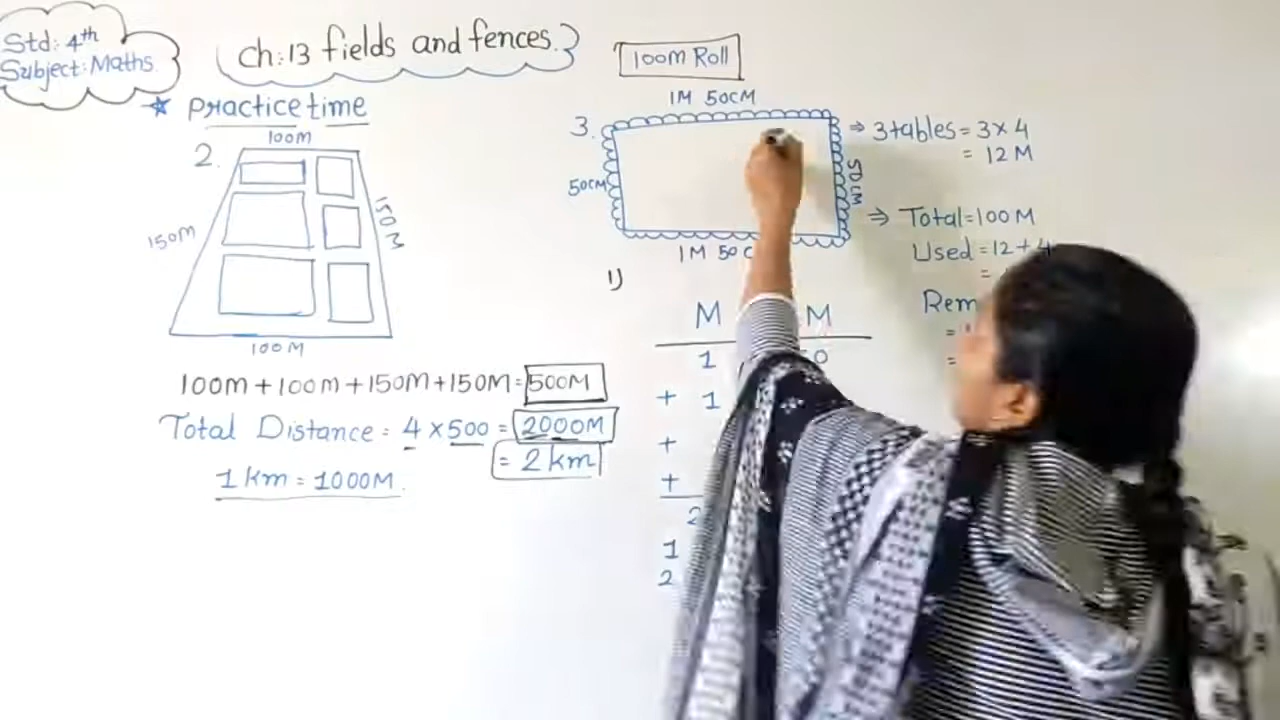 Std: 4th
Subject: Maths.
Ch:13 fields and fences.
100m Roll
★ Practice time
2.
100M
150M
150M
100M
100m + 100m + 150M + 150M = 500M
Total Distance = 4 × 500 = 2000M
= 2 km
1 km = 1000M.
3.
1M 50CM
50CM
50CM
1M 50C
1)
M M
1 50
+ 1
+
+
2
1
2
⇒ 3 tables = 3 × 4
= 12 M
⇒ Total = 100 M
Used = 12 + 4
=
Rem
=
=